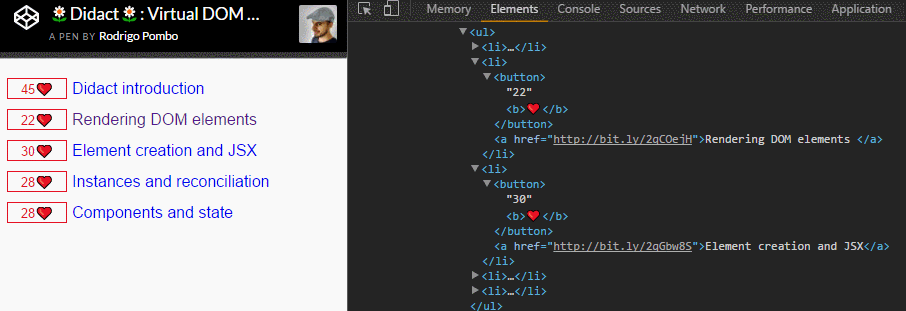 Didact : Virtual DOM ...
A PEN BY Rodrigo Pombo
45 Didact introduction
22 Rendering DOM elements
30 Element creation and JSX
28 Instances and reconciliation
28 Components and state
Memory Elements Console Sources Network Performance Application
<ul>
<li>…</li>
<li>
<button>
"22"
<b>❤</b>
</button>
<a href="http://bit.ly/2qCOejH">Rendering DOM elements </a>
</li>
<li>
<button>
"30"
<b>❤</b>
</button>
<a href="http://bit.ly/2qGbw8S">Element creation and JSX</a>
</li>
<li>…</li>
<li>…</li>
</ul>